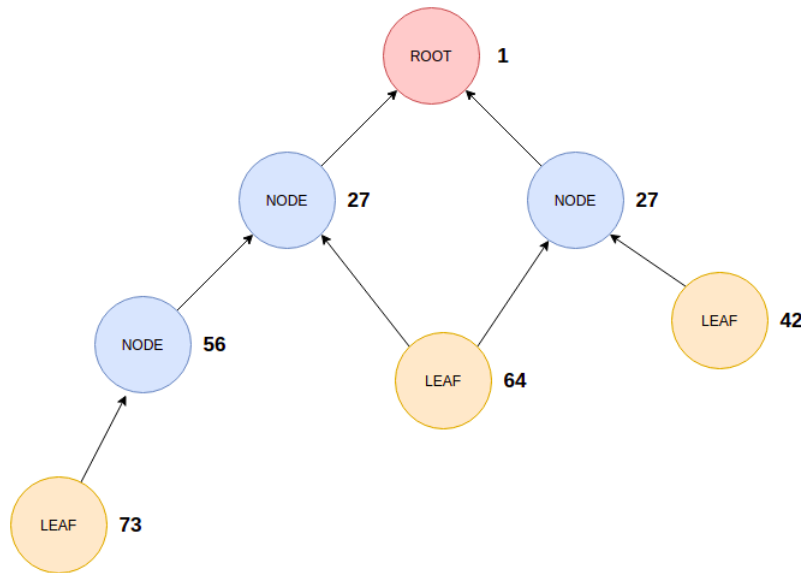 ROOT 1
NODE 27
NODE 27
LEAF 42
NODE 56
LEAF 64
LEAF 73